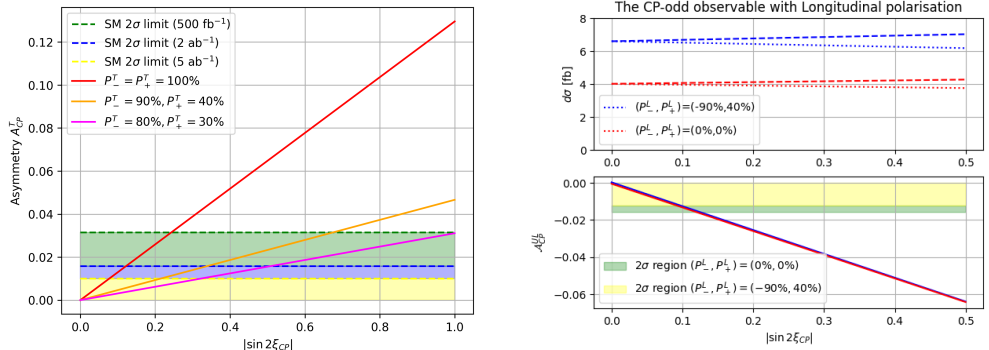 SM 2σ limit (500 fb⁻¹)
SM 2σ limit (2 ab⁻¹)
SM 2σ limit (5 ab⁻¹)
P₋ᵀ = P₊ᵀ = 100%
P₋ᵀ = 90%, P₊ᵀ = 40%
P₋ᵀ = 80%, P₊ᵀ = 30%
Asymmetry A_CP^T
0.12
0.10
0.08
0.06
0.04
0.02
0.00
0.0 0.2 0.4 0.6 0.8 1.0
|sin 2ξ_CP|
The CP-odd observable with Longitudinal polarisation
dσ [fb]
8
6
4
2
0
(P₋ᴸ, P₊ᴸ)=(-90%,40%)
(P₋ᴸ, P₊ᴸ)=(0%,0%)
0.0 0.1 0.2 0.3 0.4 0.5
A_CP^UL
0.00
−0.02
−0.04
−0.06
2σ region (P₋ᴸ, P₊ᴸ) = (0%, 0%)
2σ region (P₋ᴸ, P₊ᴸ) = (−90%, 40%)
0.0 0.1 0.2 0.3 0.4 0.5
|sin 2ξ_CP|